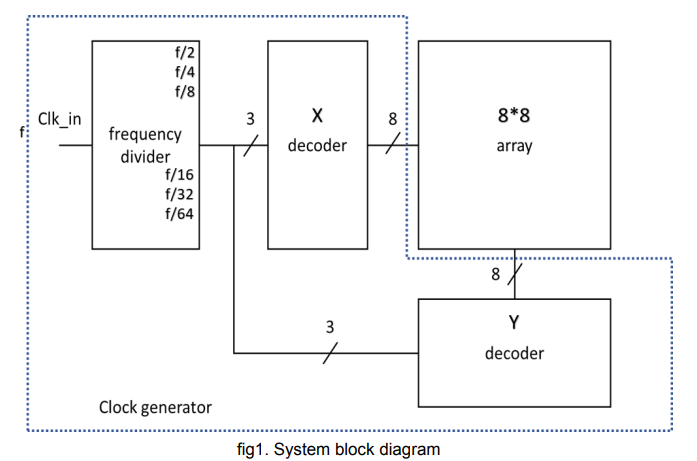 f/2
f/4
f/8
f
Clk_in
frequency
divider
f/16
f/32
f/64
3
X
decoder
8
8*8
array
8
3
Y
decoder
Clock generator
fig1. System block diagram